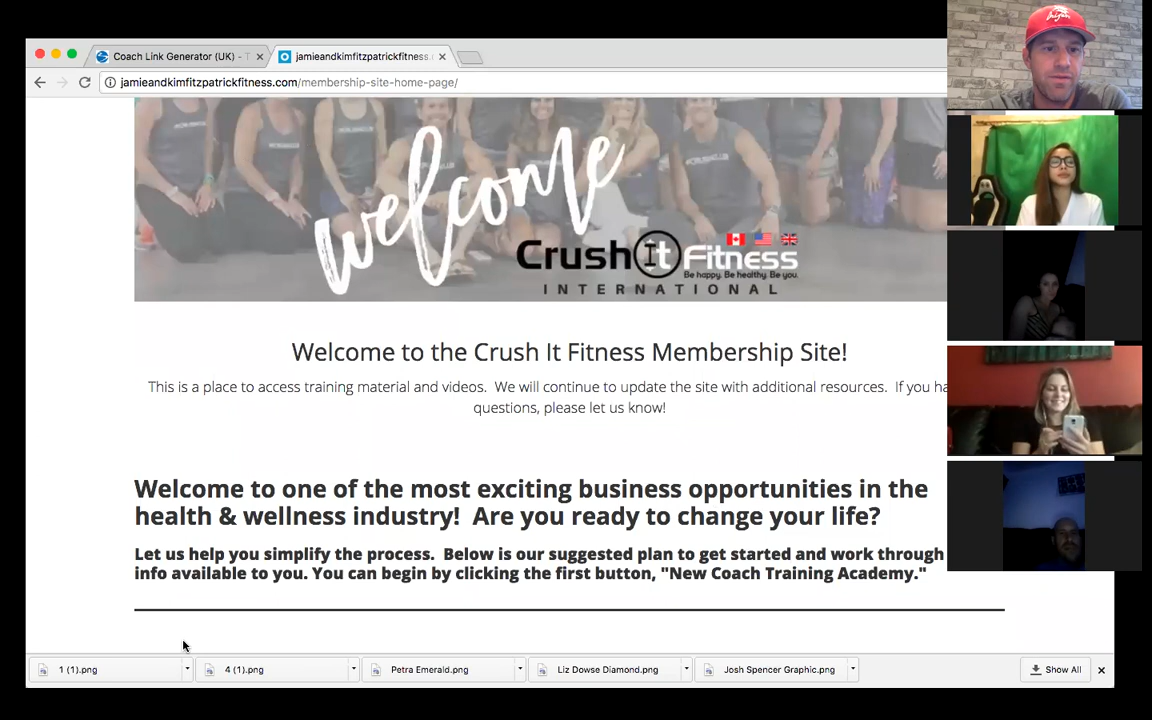 Coach Link Generator (UK) - T
jamieandkimfitzpatrickfitness.
jamieandkimfitzpatrickfitness.com/membership-site-home-page/
welcome
Crush It Fitness
Be happy. Be healthy. Be you.
INTERNATIONAL
Welcome to the Crush It Fitness Membership Site!
This is a place to access training material and videos. We will continue to update the site with additional resources. If you ha
questions, please let us know!
Welcome to one of the most exciting business opportunities in the
health & wellness industry! Are you ready to change your life?
Let us help you simplify the process. Below is our suggested plan to get started and work through
info available to you. You can begin by clicking the first button, "New Coach Training Academy."
1 (1).png
4 (1).png
Petra Emerald.png
Liz Dowse Diamond.png
Josh Spencer Graphic.png
Show All